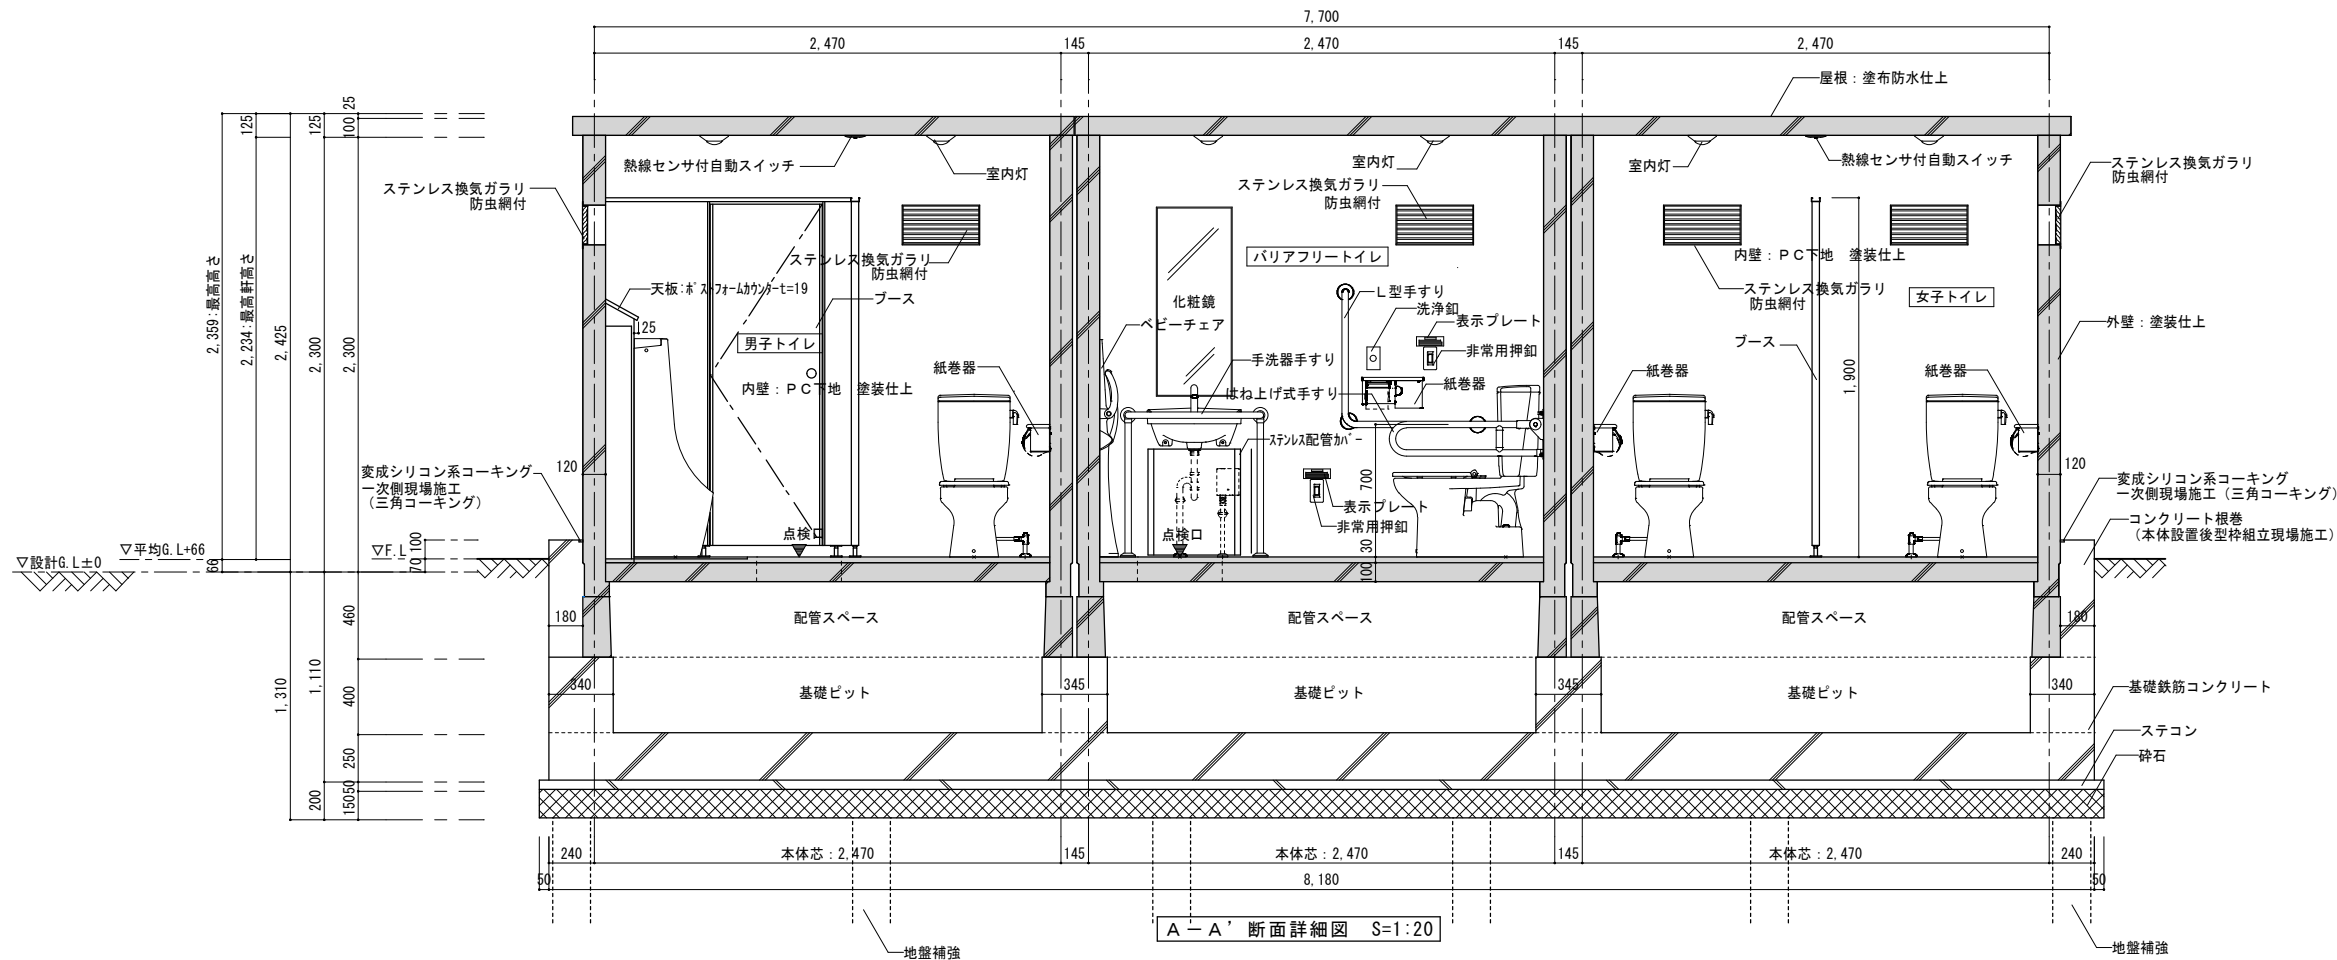 7,700
2,470
145
2,470
145
2,470
屋根：塗布防水仕上
25
125
125
100
熱線センサ付自動スイッチ
室内灯
室内灯
室内灯
熱線センサ付自動スイッチ
ステンレス換気ガラリ
防虫網付
ステンレス換気ガラリ
防虫網付
ステンレス換気ガラリ
防虫網付
2,359:最高高さ
2,234:最高軒高さ
2,425
2,300
2,300
ステンレス換気ガラリ
防虫網付
バリアフリートイレ
内壁：ＰＣ下地　塗装仕上
ステンレス換気ガラリ
防虫網付
女子トイレ
天板:ﾎﾟｽﾄﾌｫｰﾑｶｳﾝﾀｰt=19
ブース
化粧鏡
Ｌ型手すり
洗浄釦
表示プレート
外壁：塗装仕上
25
男子トイレ
ベビーチェア
非常用押釦
ブース
手洗器手すり
紙巻器
内壁：ＰＣ下地　塗装仕上
はね上げ式手すり
紙巻器
紙巻器
1,900
紙巻器
ｽﾃﾝﾚｽ配管ｶﾊﾞｰ
変成シリコン系コーキング
一次側現場施工
（三角コーキング）
120
700
120
変成シリコン系コーキング
一次側現場施工（三角コーキング）
表示プレート
コンクリート根巻
（本体設置後型枠組立現場施工）
点検口
点検口
非常用押釦
▽平均G.L+66
▽F.L
100
30
▽設計G.L±0
66
70
100
460
180
配管スペース
配管スペース
配管スペース
180
1,310
1,110
400
340
基礎ピット
345
基礎ピット
345
基礎ピット
340
基礎鉄筋コンクリート
ステコン
250
砕石
200
50
150
240
本体芯：2,470
145
本体芯：2,470
145
本体芯：2,470
240
50
8,180
50
Ａ－Ａ’断面詳細図　S=1:20
地盤補強
地盤補強